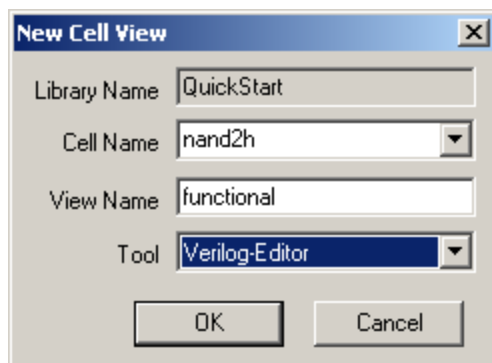 New Cell View
Library Name QuickStart
Cell Name nand2h
View Name functional
Tool Verilog-Editor
OK Cancel